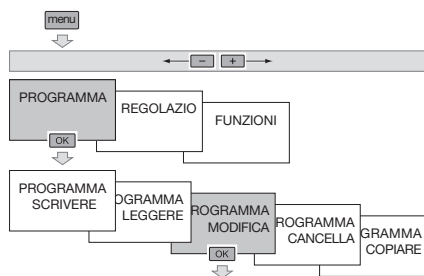 menu
− +
PROGRAMMA
REGOLAZIO
FUNZIONI
OK
PROGRAMMA
SCRIVERE
OGRAMMA
LEGGERE
ROGRAMMA
MODIFICA
ROGRAMMA
CANCELLA
GRAMMA
COPIARE
OK